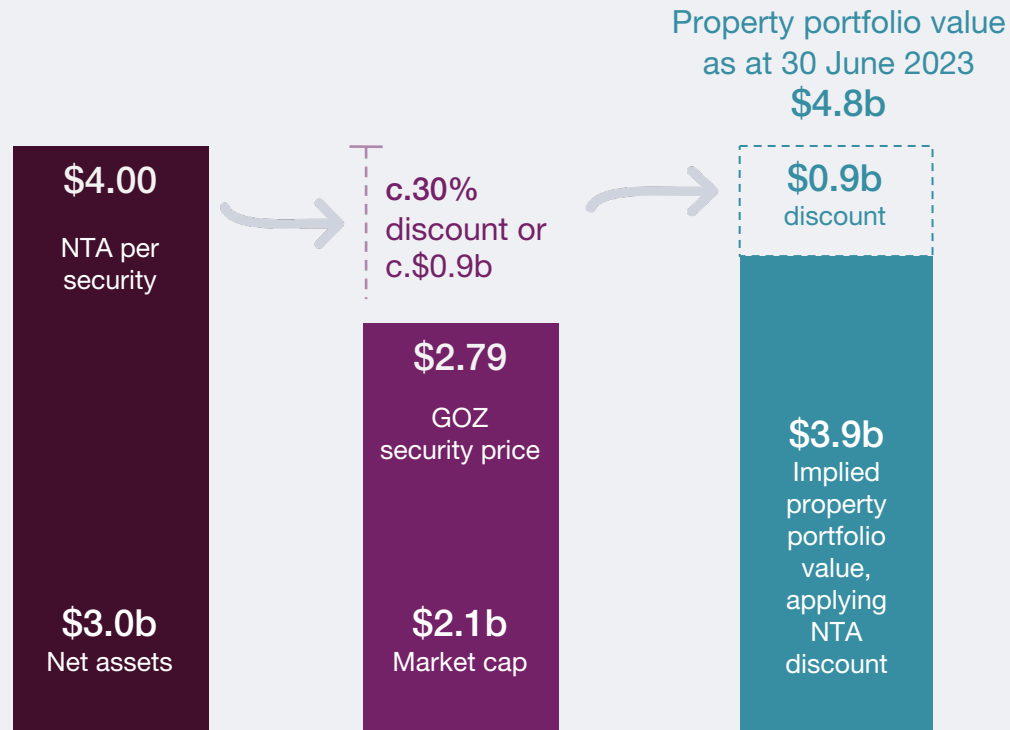 Property portfolio value
as at 30 June 2023
$4.8b
$4.00
NTA per
security
$3.0b
Net assets
c.30%
discount or
c.$0.9b
$2.79
GOZ
security price
$2.1b
Market cap
$0.9b
discount
$3.9b
Implied
property
portfolio
value,
applying
NTA
discount